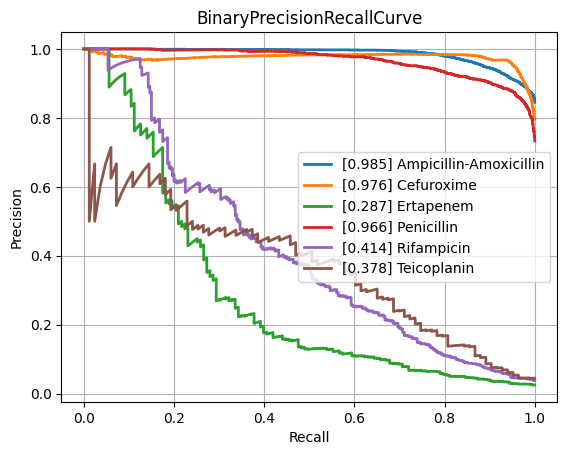 BinaryPrecisionRecallCurve
1.0
0.8
0.6
0.4
0.2
0.0
Precision
[0.985] Ampicillin-Amoxicillin
[0.976] Cefuroxime
[0.287] Ertapenem
[0.966] Penicillin
[0.414] Rifampicin
[0.378] Teicoplanin
0.0 0.2 0.4 0.6 0.8 1.0
Recall